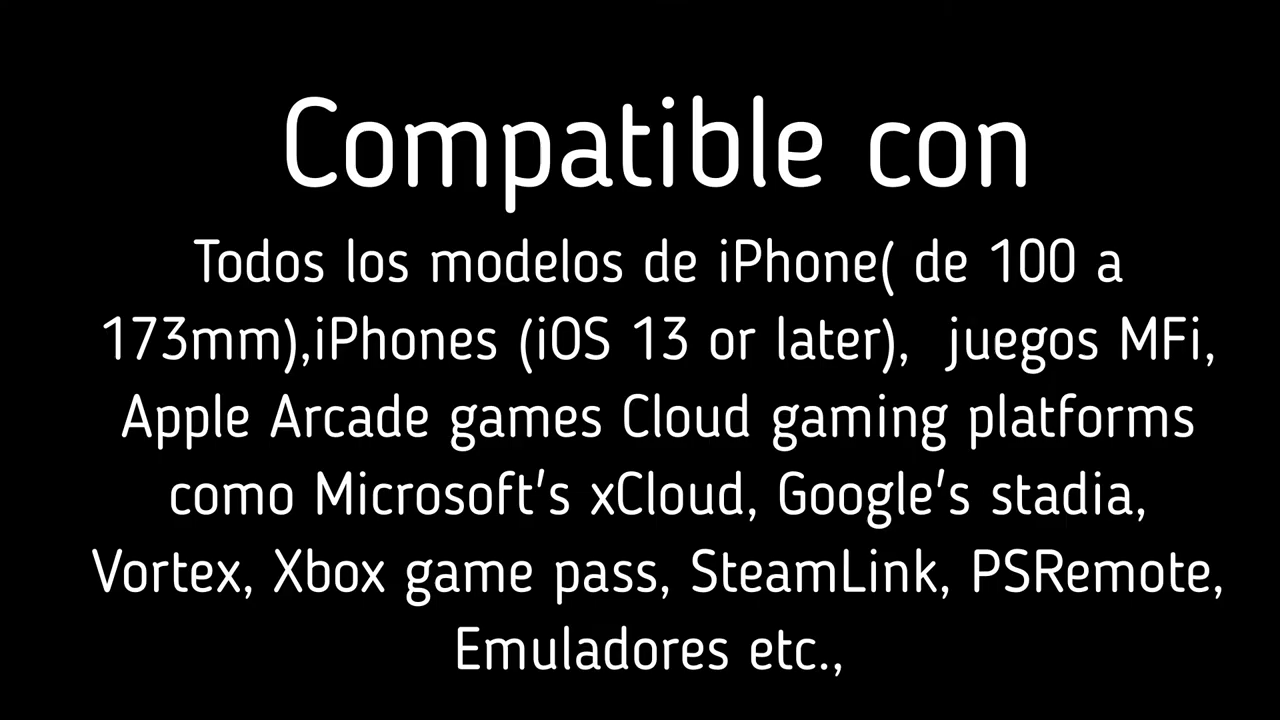 Compatible con
Todos los modelos de iPhone( de 100 a
173mm),iPhones (iOS 13 or later),  juegos MFi,
Apple Arcade games Cloud gaming platforms
como Microsoft's xCloud, Google's stadia,
Vortex, Xbox game pass, SteamLink, PSRemote,
Emuladores etc.,